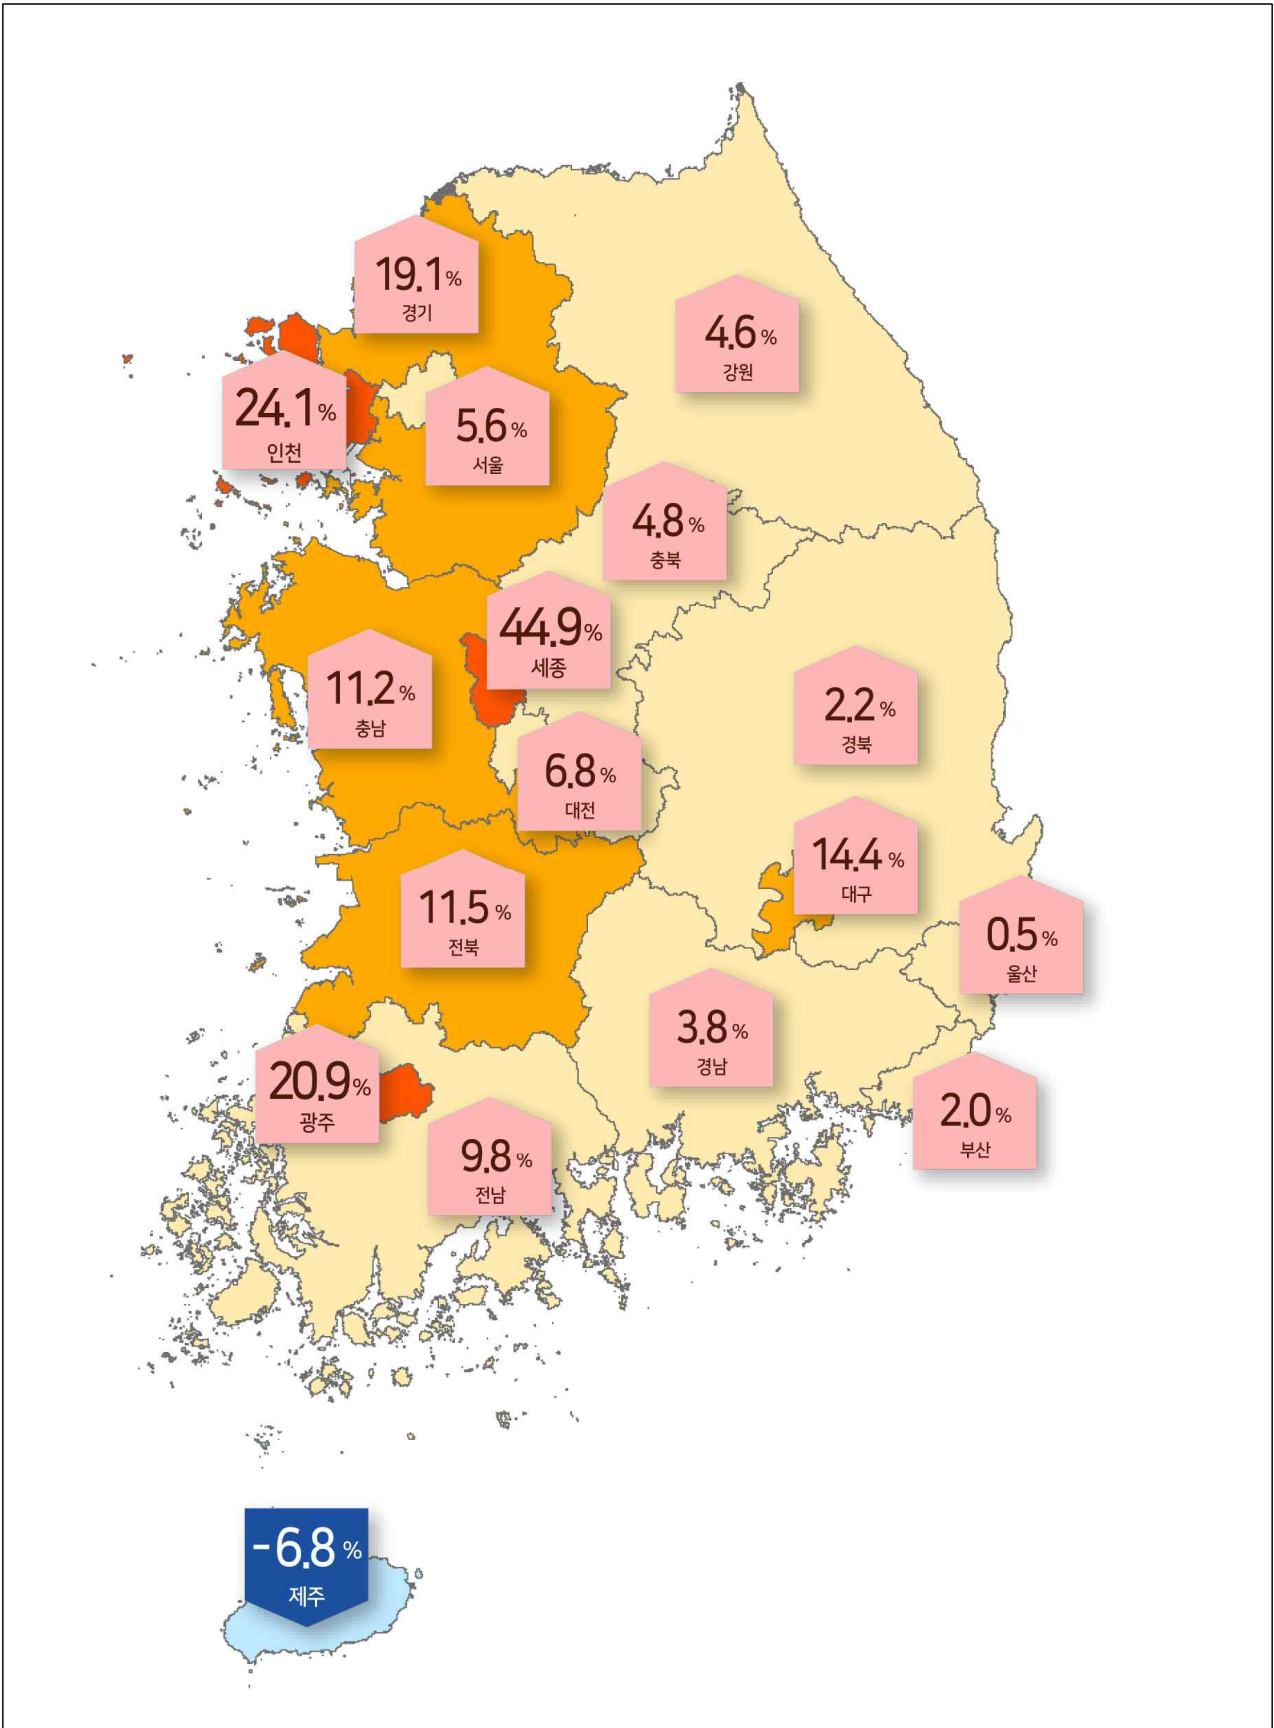 19.1%
경기
4.6%
강원
24.1%
인천
5.6%
서울
4.8%
충북
44.9%
세종
11.2%
충남
2.2%
경북
6.8%
대전
14.4%
대구
11.5%
전북
0.5%
울산
3.8%
경남
20.9%
광주
2.0%
부산
9.8%
전남
-6.8%
제주